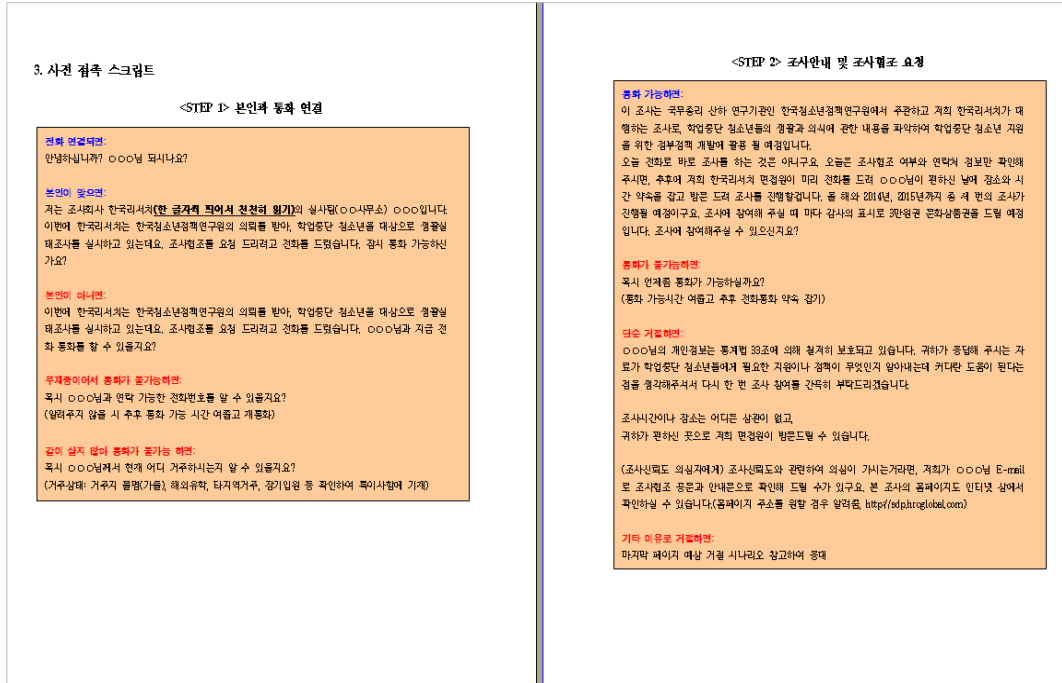 3. 사전 접촉 스크립트
<STEP 1> 본인과 통화 연결
전화 연결되면:
안녕하십니까? ○○○님 되시나요?
본인이 맞으면:
저는 조사회사 한국리서치(한 글자씩 띄어서 천천히 읽기)의 실사팀(○○사무소) ○○○입니다.
이번에 한국리서치는 한국청소년정책연구원의 의뢰를 받아, 학업중단 청소년을 대상으로 생활실
태조사를 실시하고 있는데요. 조사협조를 요청 드리려고 전화를 드렸습니다. 잠시 통화 가능하신
가요?
본인이 아니면:
이번에 한국리서치는 한국청소년정책연구원의 의뢰를 받아, 학업중단 청소년을 대상으로 생활실
태조사를 실시하고 있는데요. 조사협조를 요청 드리려고 전화를 드렸습니다. ○○○님과 지금 전
화 통화를 할 수 있을지요?
부재중이어서 통화가 불가능하면:
혹시 ○○○님과 연락 가능한 전화번호를 알 수 있을지요?
(알려주지 않을 시 추후 통화 가능 시간 여쭙고 재통화)
같이 살지 않아 통화가 불가능 하면:
혹시 ○○○님께서 현재 어디 거주하시는지 알 수 있을지요?
(거주상태: 거주지 불명(가출), 해외유학, 타지역거주, 장기입원 등 확인하여 특이사항에 기재)
<STEP 2> 조사안내 및 조사협조 요청
통화 가능하면:
이 조사는 국무총리 산하 연구기관인 한국청소년정책연구원에서 주관하고 저희 한국리서치가 대
행하는 조사로, 학업중단 청소년들의 생활과 의식에 관한 내용을 파악하여 학업중단 청소년 지원
을 위한 정부정책 개발에 활용 될 예정입니다.
오늘 전화로 바로 조사를 하는 것은 아니구요. 오늘은 조사협조 여부와 연락처 정보만 확인해
주시면, 추후에 저희 한국리서치 면접원이 미리 전화를 드려 ○○○님이 편하신 날에 장소와 시
간 약속을 잡고 방문 드려 조사를 진행할겁니다. 올 해와 2014년, 2015년까지 총 세 번의 조사가
진행될 예정이구요. 조사에 참여해 주실 때 마다 감사의 표시로 3만원권 문화상품권을 드릴 예정
입니다. 조사에 참여해주실 수 있으신지요?
통화가 불가능하면:
혹시 언제쯤 통화가 가능하실까요?
(통화 가능시간 여쭙고 추후 전화통화 약속 잡기)
단순 거절하면:
○○○님의 개인정보는 통계법 33조에 의해 철저히 보호되고 있습니다. 귀하가 응답해 주시는 자
료가 학업중단 청소년들에게 필요한 지원이나 정책이 무엇인지 알아내는데 커다란 도움이 된다는
점을 생각해주셔서 다시 한 번 조사 참여를 간곡히 부탁드리겠습니다.
조사시간이나 장소는 어디든 상관이 없고,
귀하가 편하신 곳으로 저희 면접원이 방문드릴 수 있습니다.
(조사신뢰도 의심자에게) 조사신뢰도와 관련하여 의심이 가시는거라면, 저희가 ○○○님 E-mail
로 조사협조 공문과 안내문으로 확인해 드릴 수가 있구요. 본 조사의 홈페이지도 인터넷 상에서
확인하실 수 있습니다.(홈페이지 주소를 원할 경우 알려줌, http://sdp.hrcglobal.com)
기타 이유로 거절하면:
마지막 페이지 예상 거절 시나리오 참고하여 응대